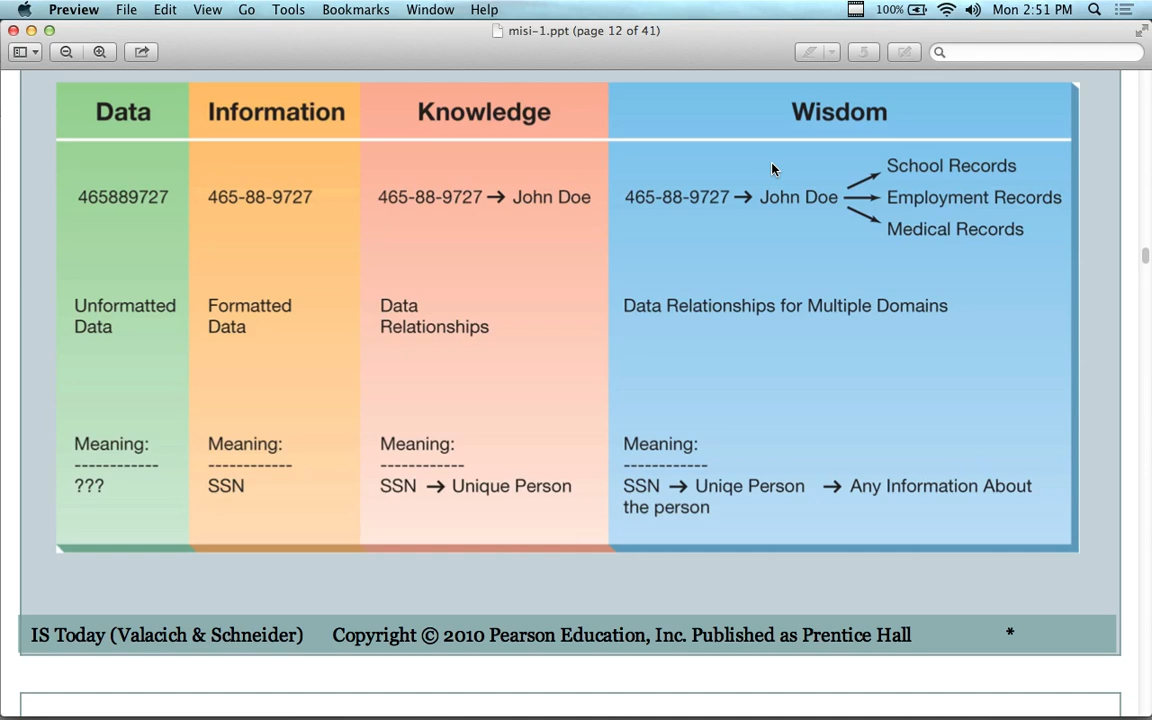 Preview File Edit View Go Tools Bookmarks Window Help 100% Mon 2:51 PM
misi-1.ppt (page 12 of 41)
Data Information Knowledge Wisdom
School Records
465889727 465-88-9727 465-88-9727 → John Doe 465-88-9727 → John Doe Employment Records
Medical Records
Unformatted Formatted Data Data Relationships for Multiple Domains
Data Data Relationships
Meaning: Meaning: Meaning: Meaning:
------------ ------------ ------------ ------------
??? SSN SSN → Unique Person SSN → Uniqe Person → Any Information About
the person
IS Today (Valacich & Schneider) Copyright © 2010 Pearson Education, Inc. Published as Prentice Hall *